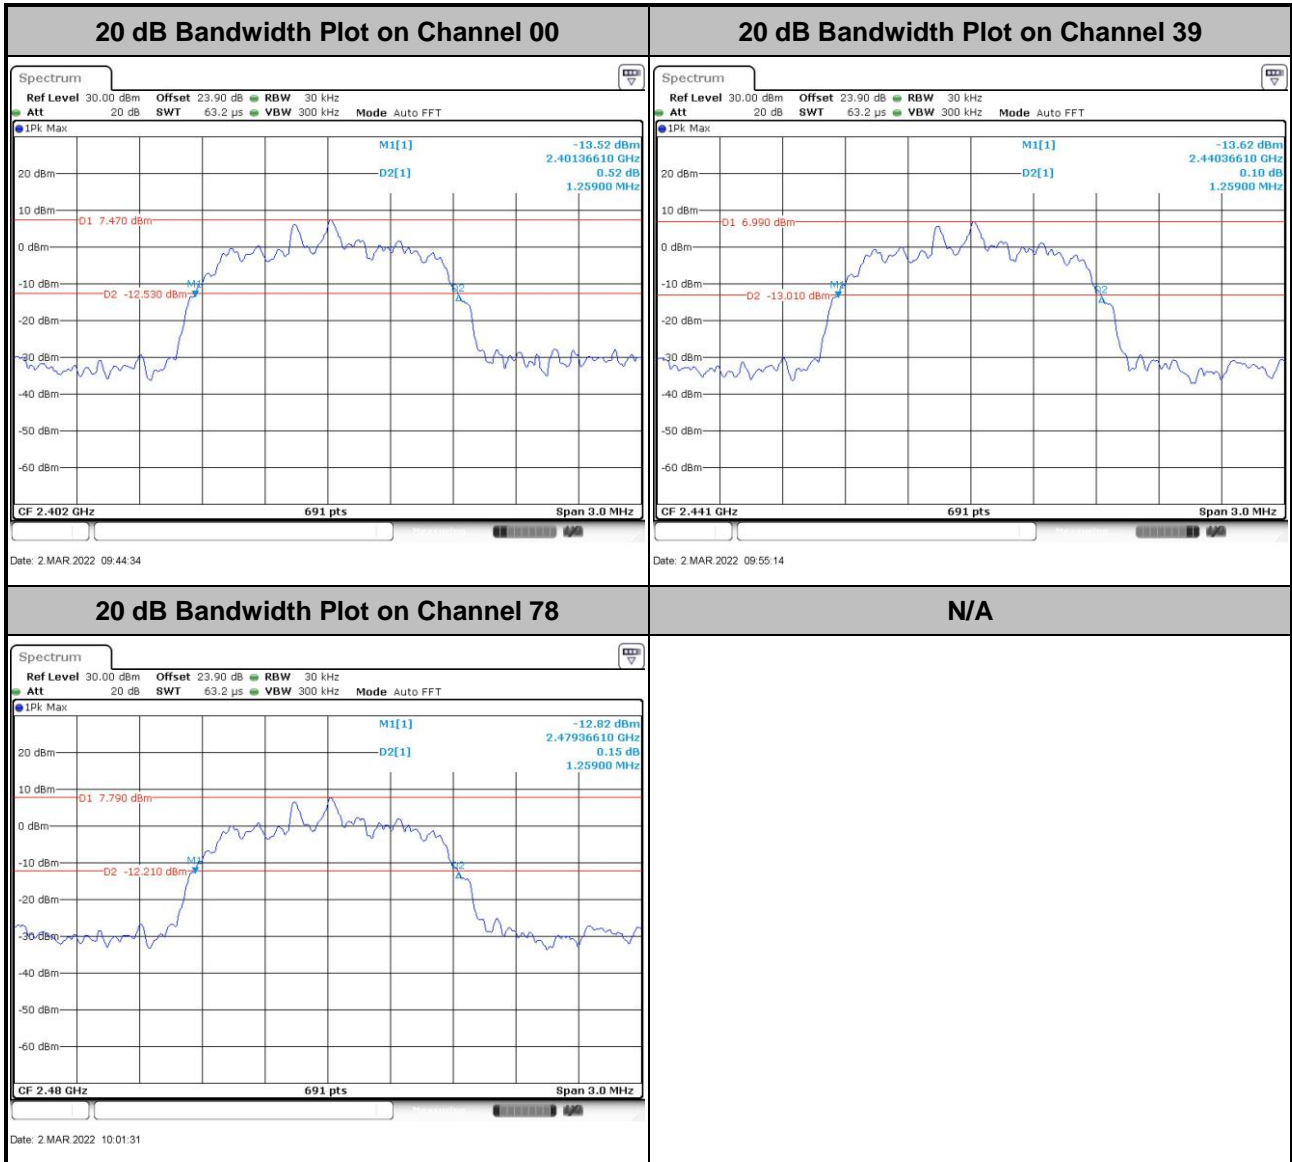 20 dB Bandwidth Plot on Channel 00
20 dB Bandwidth Plot on Channel 39
Spectrum
Ref Level 30.00 dBm Offset 23.90 dB RBW 30 kHz
Att 20 dB SWT 63.2 µs VBW 300 kHz Mode Auto FFT
1Pk Max
M1[1] -13.52 dBm
2.40136610 GHz
D2[1] 0.52 dB
1.25900 MHz
20 dBm
10 dBm
D1 7.470 dBm
0 dBm
-10 dBm
M1
D2
D2 -12.530 dBm
-20 dBm
-30 dBm
-40 dBm
-50 dBm
-60 dBm
CF 2.402 GHz 691 pts Span 3.0 MHz
Date: 2.MAR.2022 09:44:34
Spectrum
Ref Level 30.00 dBm Offset 23.90 dB RBW 30 kHz
Att 20 dB SWT 63.2 µs VBW 300 kHz Mode Auto FFT
1Pk Max
M1[1] -13.62 dBm
2.44036610 GHz
D2[1] 0.10 dB
1.25900 MHz
20 dBm
10 dBm
D1 6.990 dBm
0 dBm
-10 dBm
M1
D2
D2 -13.010 dBm
-20 dBm
-30 dBm
-40 dBm
-50 dBm
-60 dBm
CF 2.441 GHz 691 pts Span 3.0 MHz
Date: 2.MAR.2022 09:55:14
20 dB Bandwidth Plot on Channel 78
N/A
Spectrum
Ref Level 30.00 dBm Offset 23.90 dB RBW 30 kHz
Att 20 dB SWT 63.2 µs VBW 300 kHz Mode Auto FFT
1Pk Max
M1[1] -12.82 dBm
2.47936610 GHz
D2[1] 0.15 dB
1.25900 MHz
20 dBm
10 dBm
D1 7.790 dBm
0 dBm
-10 dBm
M1
D2
D2 -12.210 dBm
-20 dBm
-30 dBm
-40 dBm
-50 dBm
-60 dBm
CF 2.48 GHz 691 pts Span 3.0 MHz
Date: 2.MAR.2022 10:01:31